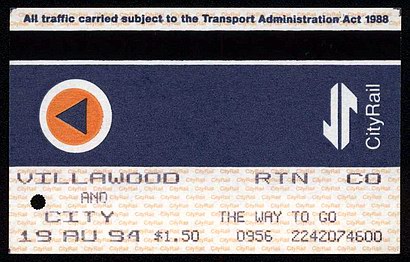 All traffic carried subject to the Transport Administration Act 1988
CityRail
VILLAWOOD RTN CO
AND
CITY THE WAY TO GO
19 AU 94 $1.50 0956 2242074600